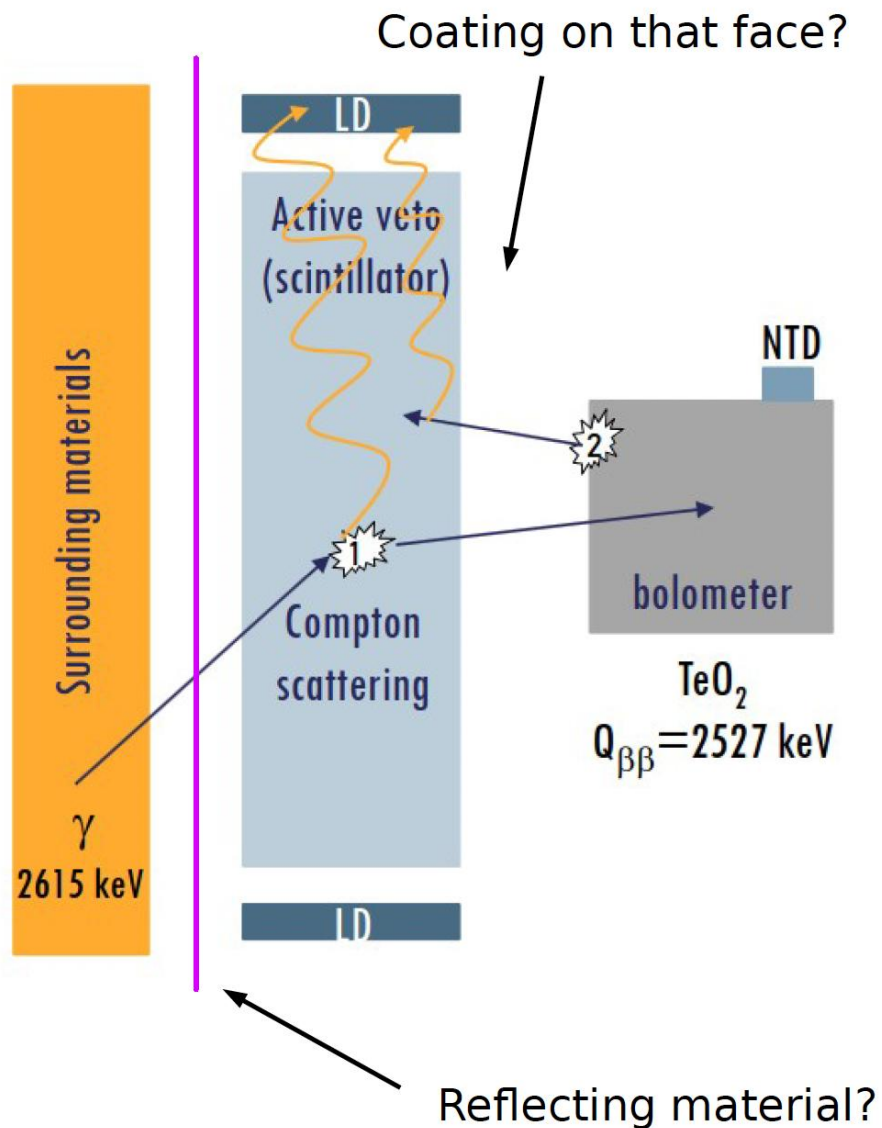 Coating on that face?
LD
Active veto
(scintillator)
Surrounding materials
NTD
2
1
Compton
scattering
bolometer
TeO₂
Qββ=2527 keV
γ
2615 keV
LD
Reflecting material?